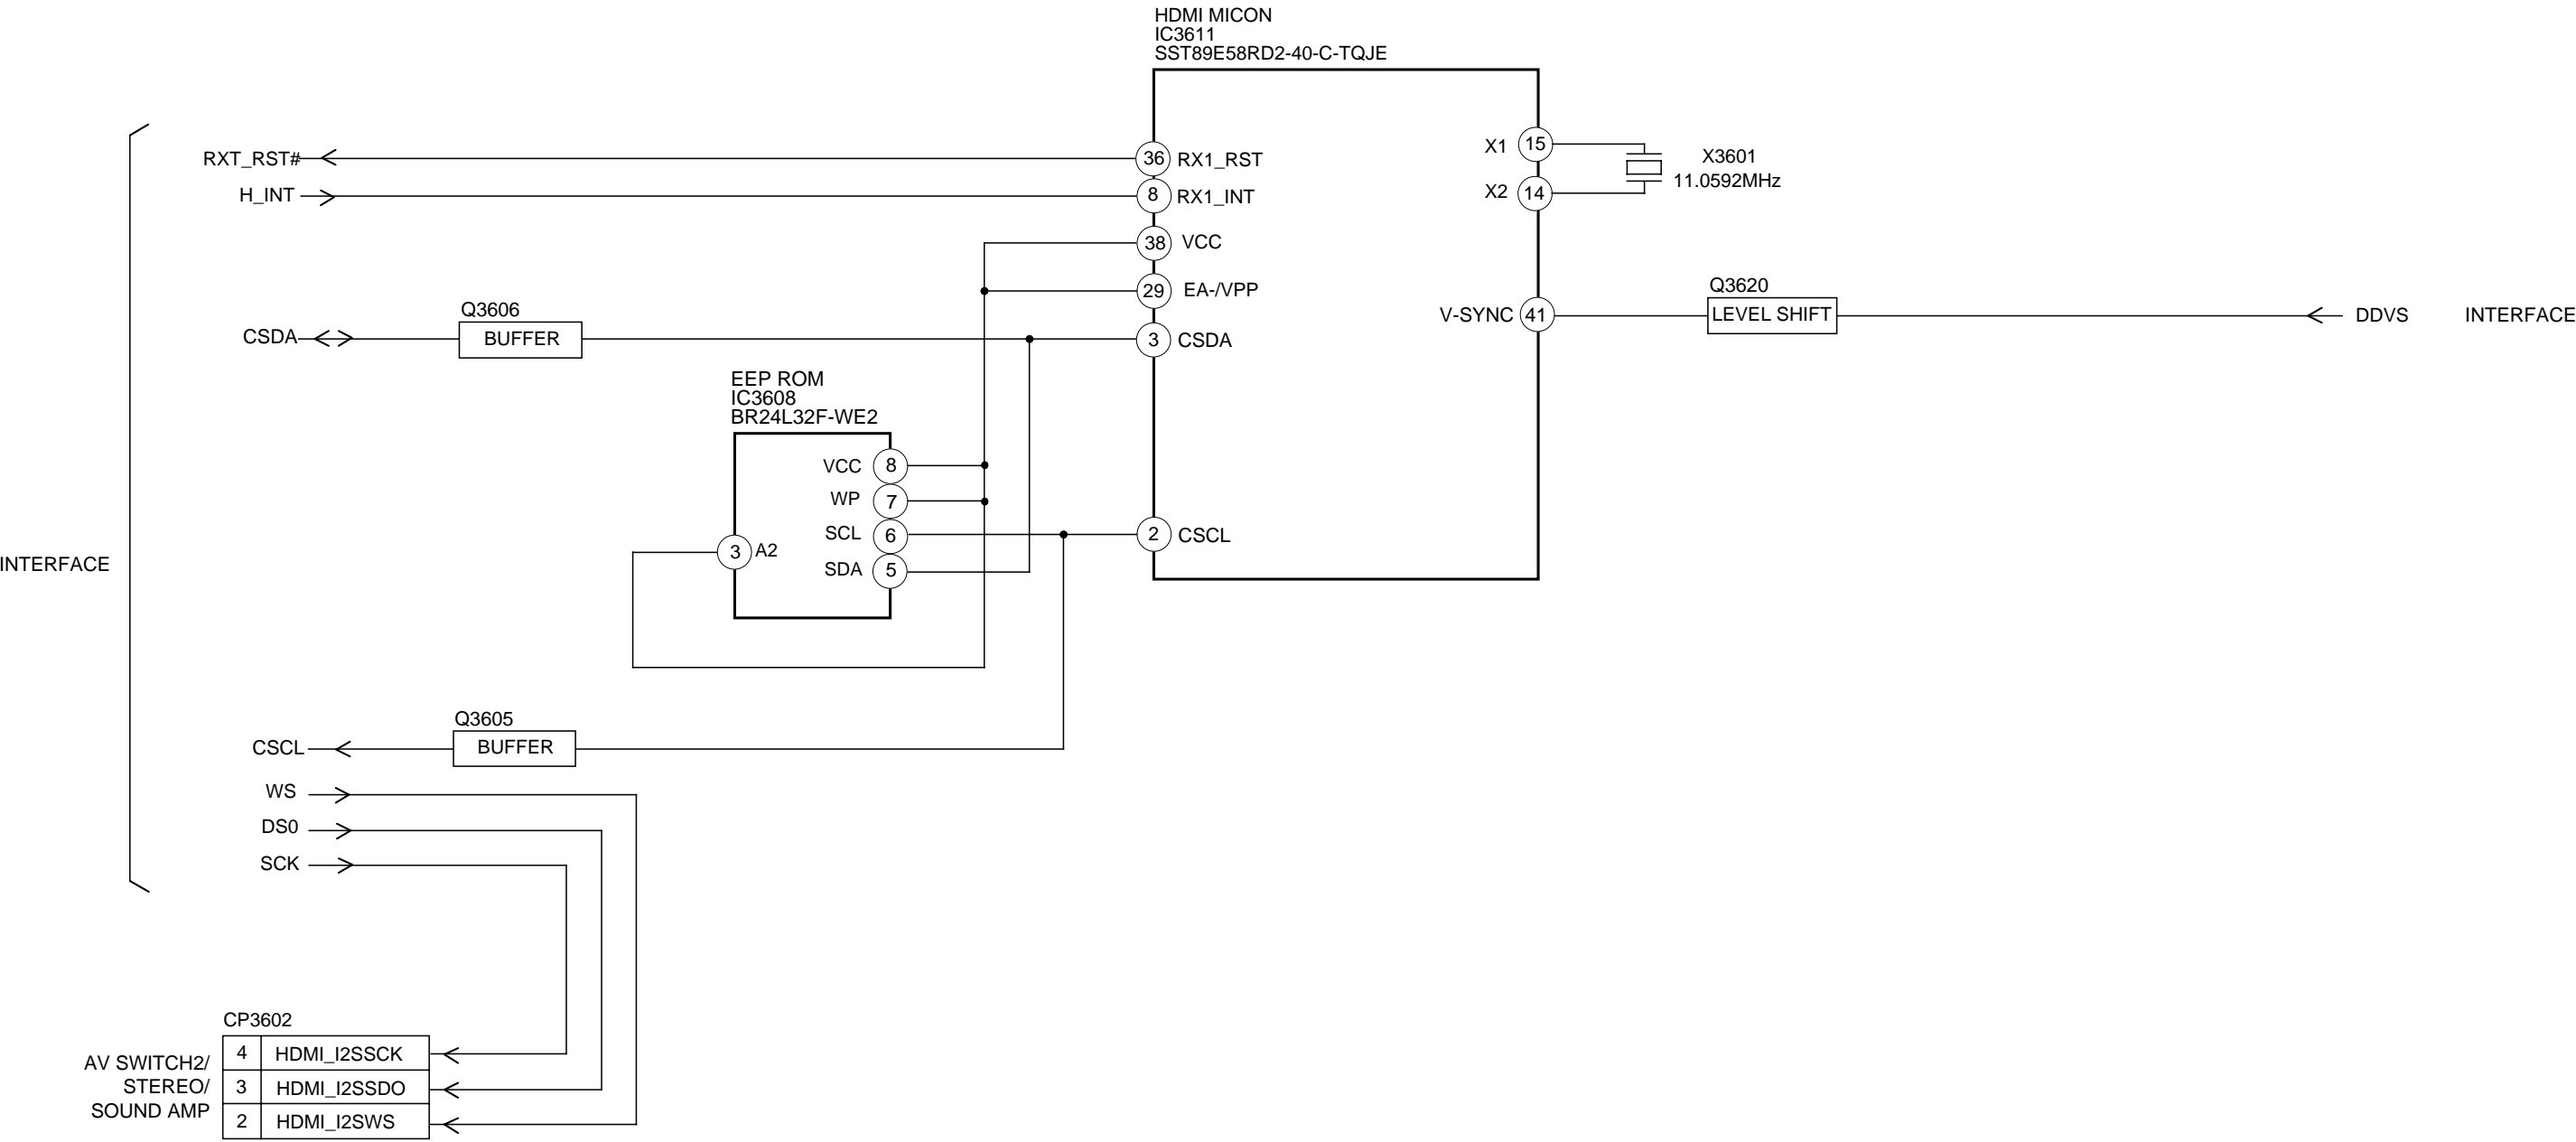 HDMI MICON
IC3611
SST89E58RD2-40-C-TQJE
RXT_RST#
36 RX1_RST
H_INT
8 RX1_INT
38 VCC
29 EA-/VPP
X1 15
X2 14
X3601
11.0592MHz
Q3606
CSDA
BUFFER
3 CSDA
V-SYNC 41
Q3620
LEVEL SHIFT
DDVS
INTERFACE
EEP ROM
IC3608
BR24L32F-WE2
VCC 8
WP 7
SCL 6
SDA 5
3 A2
2 CSCL
INTERFACE
Q3605
CSCL
BUFFER
WS
DS0
SCK
CP3602
AV SWITCH2/
STEREO/
SOUND AMP
4 HDMI_I2SSCK
3 HDMI_I2SSDO
2 HDMI_I2SWS